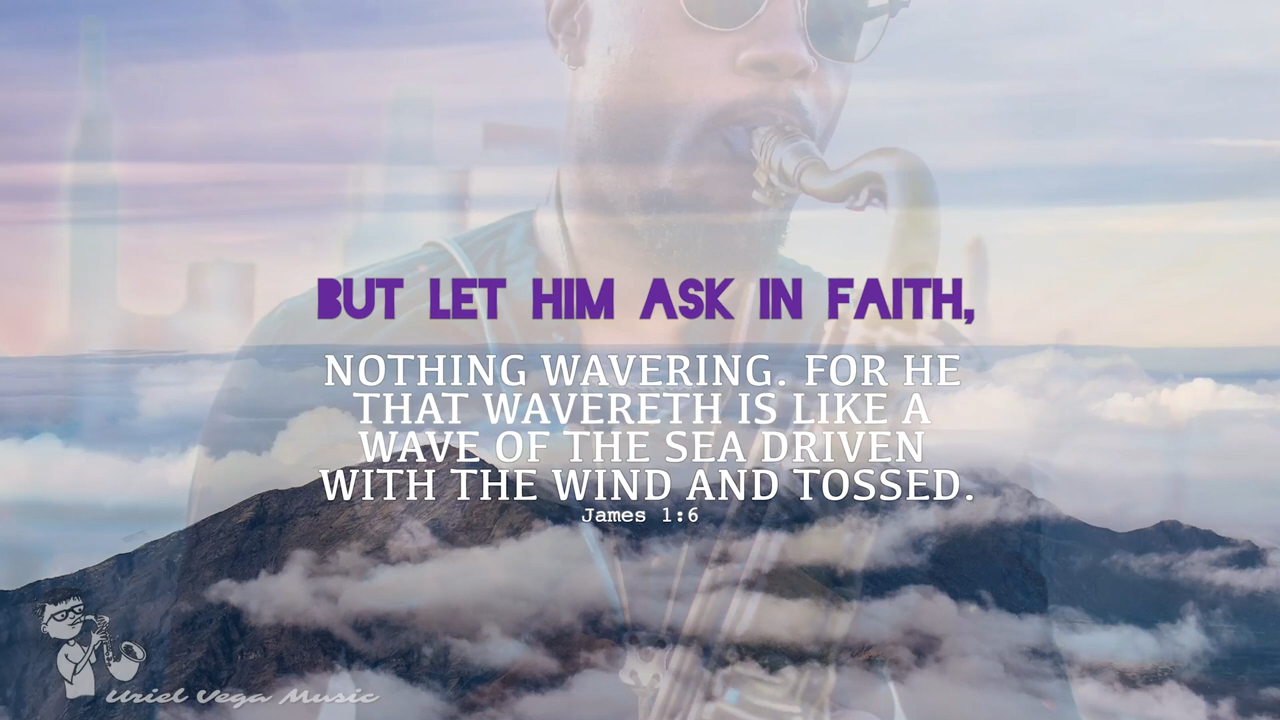 BUT LET HIM ASK IN FAITH,
NOTHING WAVERING. FOR HE
THAT WAVERETH IS LIKE A
WAVE OF THE SEA DRIVEN
WITH THE WIND AND TOSSED.
James 1:6
Uriel Vega Music